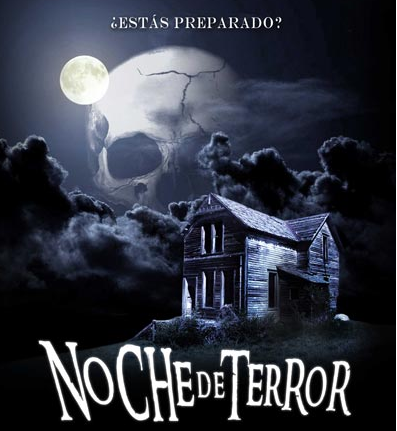 ¿ESTÁS PREPARADO?
NOCHE DE TERROR